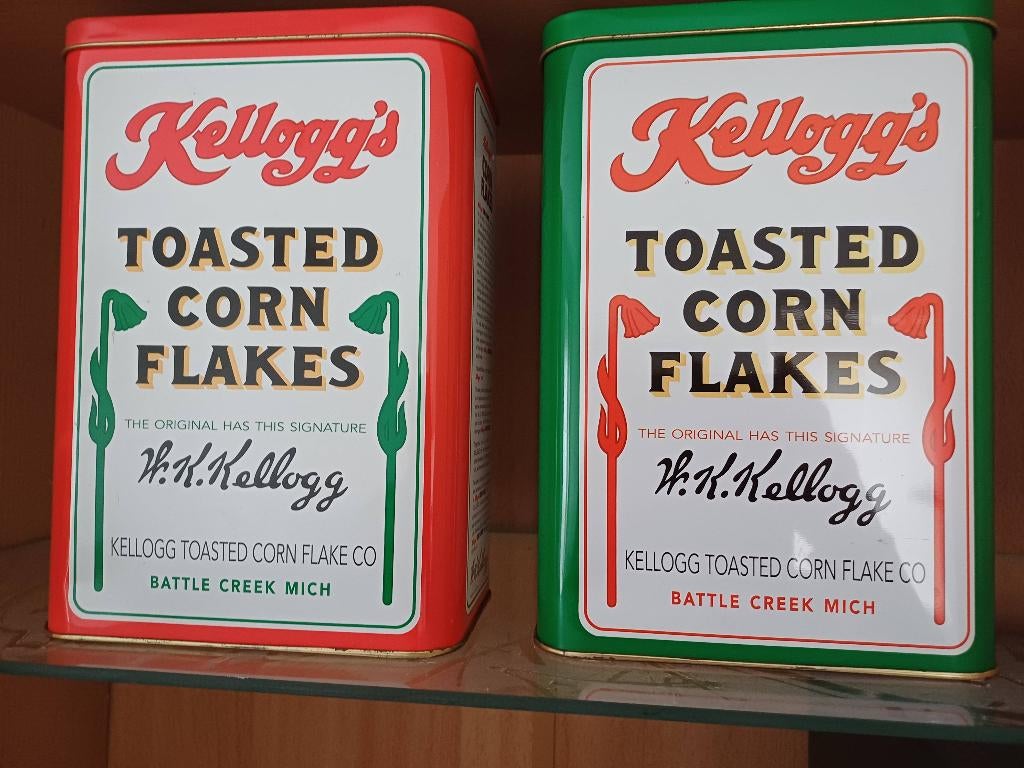 Kellogg's
TOASTED
CORN
FLAKES
THE ORIGINAL HAS THIS SIGNATURE
W.K.Kellogg
KELLOGG TOASTED CORN FLAKE CO
BATTLE CREEK MICH
Kellogg's
TOASTED
CORN
FLAKES
THE ORIGINAL HAS THIS SIGNATURE
W.K.Kellogg
KELLOGG TOASTED CORN FLAKE CO
BATTLE CREEK MICH